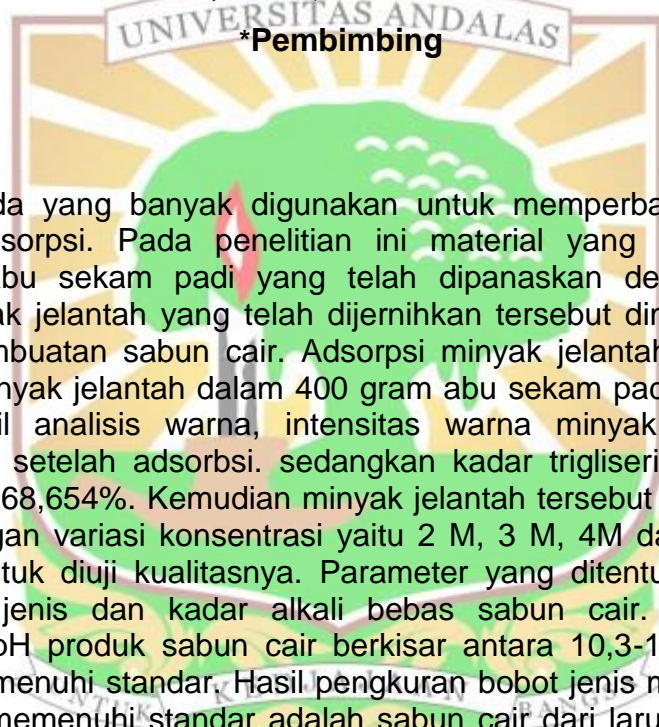 UNIVERSITAS ANDALAS
*Pembimbing
da yang banyak digunakan untuk memperba
sorpsi. Pada penelitian ini material yang
bu sekam padi yang telah dipanaskan de
ak jelantah yang telah dijernihkan tersebut di
mbuatan sabun cair. Adsorpsi minyak jelantah
nyak jelantah dalam 400 gram abu sekam pad
il analisis warna, intensitas warna minyak
setelah adsorbsi. sedangkan kadar trigliseri
68,654%. Kemudian minyak jelantah tersebut
gan variasi konsentrasi yaitu 2 M, 3 M, 4M da
tuk diuji kualitasnya. Parameter yang ditentu
jenis dan kadar alkali bebas sabun cair.
pH produk sabun cair berkisar antara 10,3-1
menuhi standar. Hasil pengkuran bobot jenis m
memenuhi standar adalah sabun cair dari laru